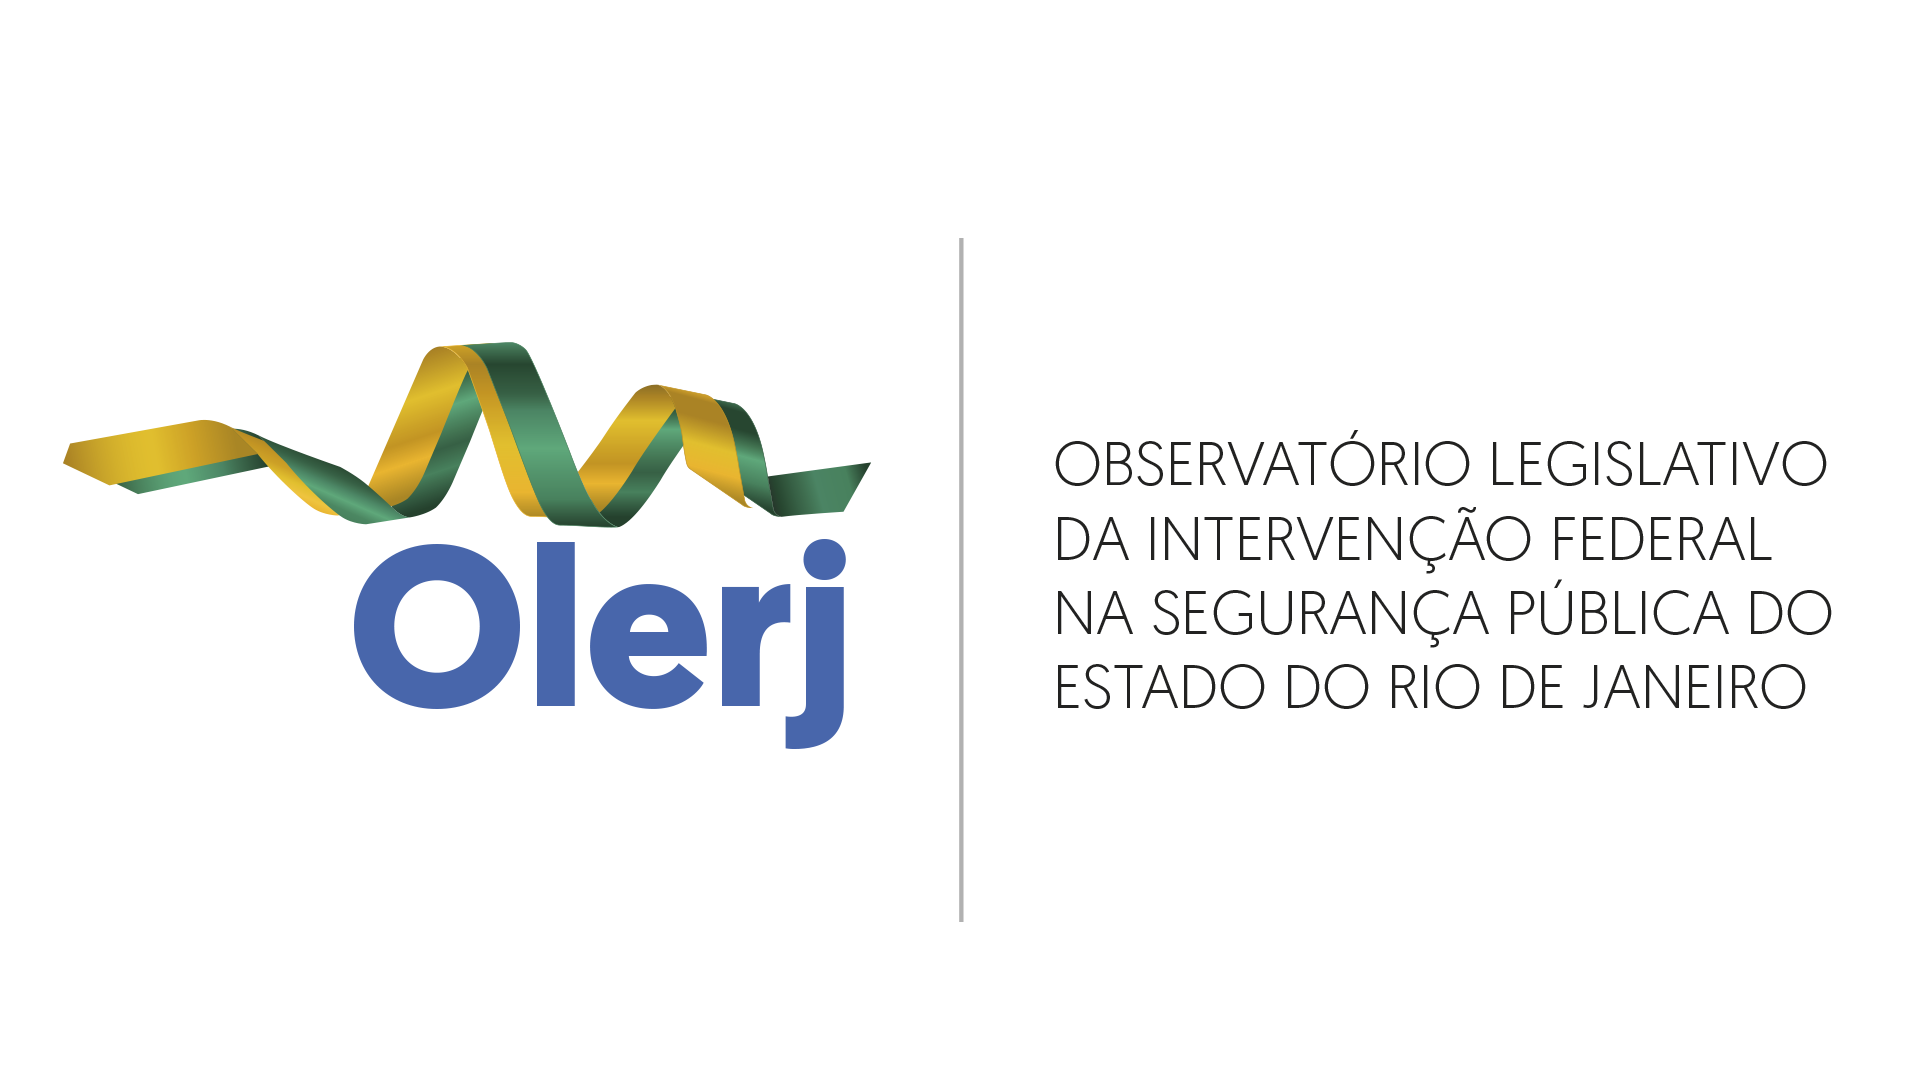 Olerj
OBSERVATÓRIO LEGISLATIVO
DA INTERVENÇÃO FEDERAL
NA SEGURANÇA PÚBLICA DO
ESTADO DO RIO DE JANEIRO